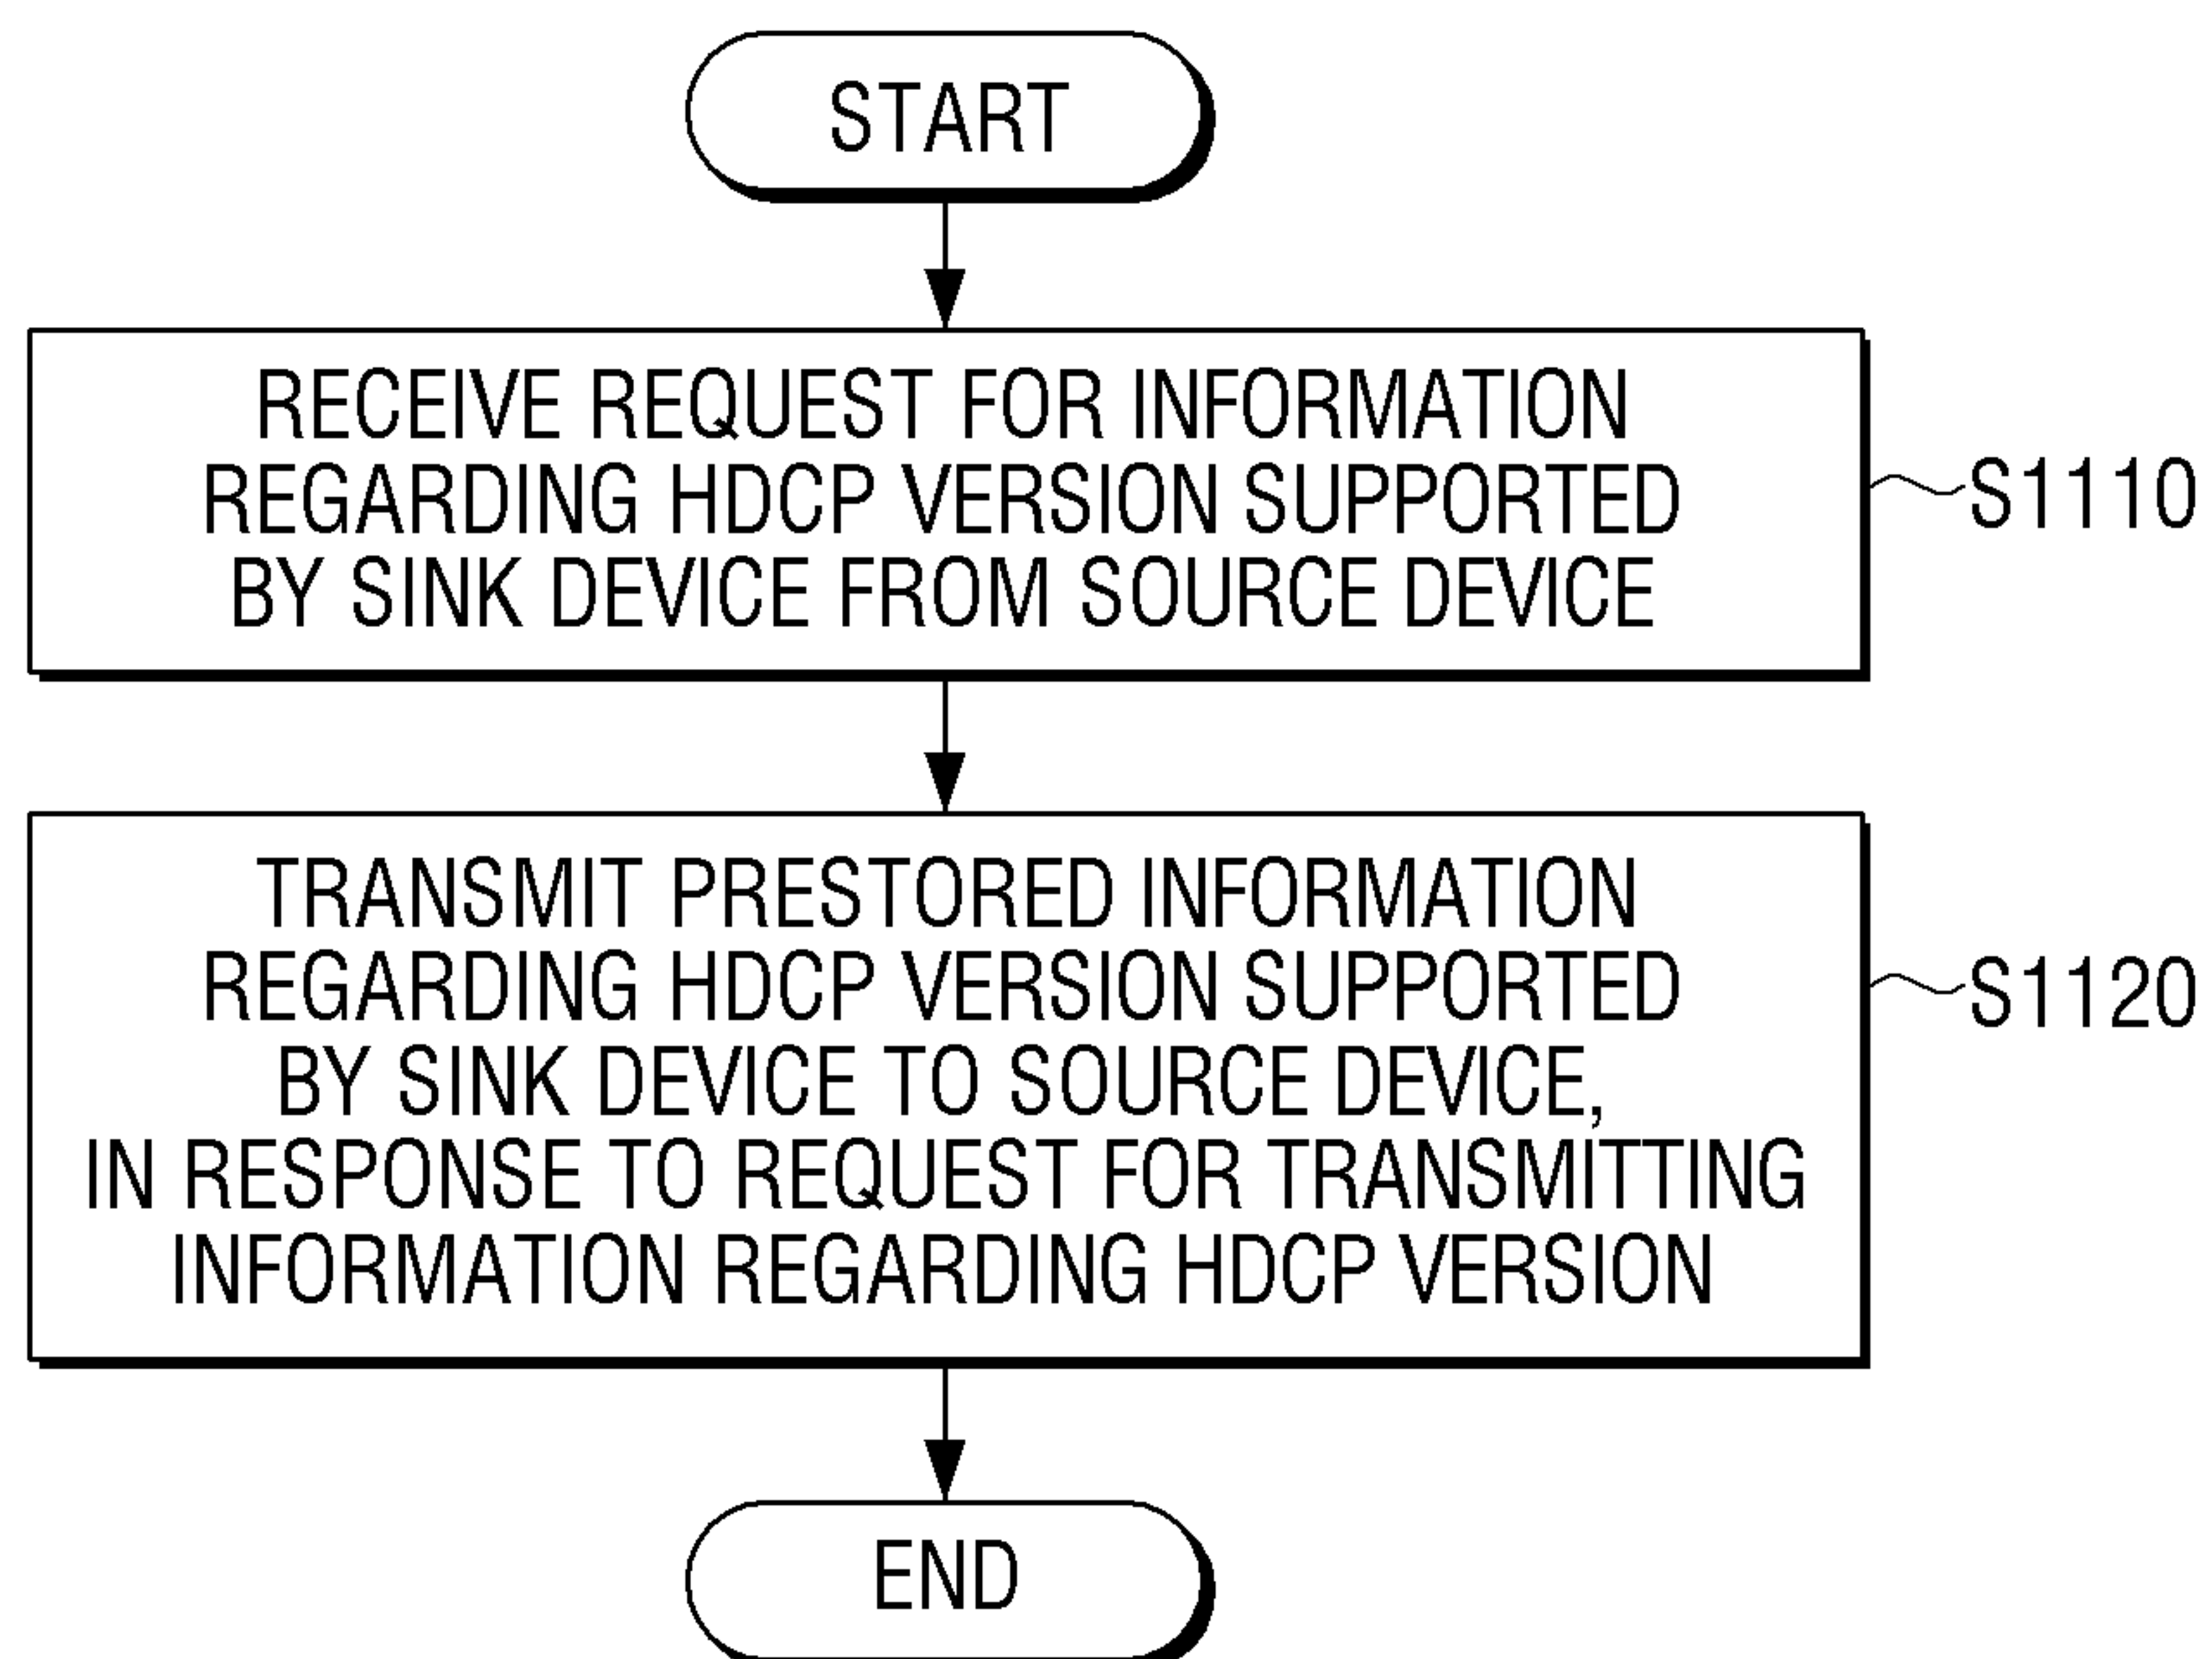 START
RECEIVE REQUEST FOR INFORMATION
REGARDING HDCP VERSION SUPPORTED
BY SINK DEVICE FROM SOURCE DEVICE
S1110
TRANSMIT PRESTORED INFORMATION
REGARDING HDCP VERSION SUPPORTED
BY SINK DEVICE TO SOURCE DEVICE,
IN RESPONSE TO REQUEST FOR TRANSMITTING
INFORMATION REGARDING HDCP VERSION
S1120
END